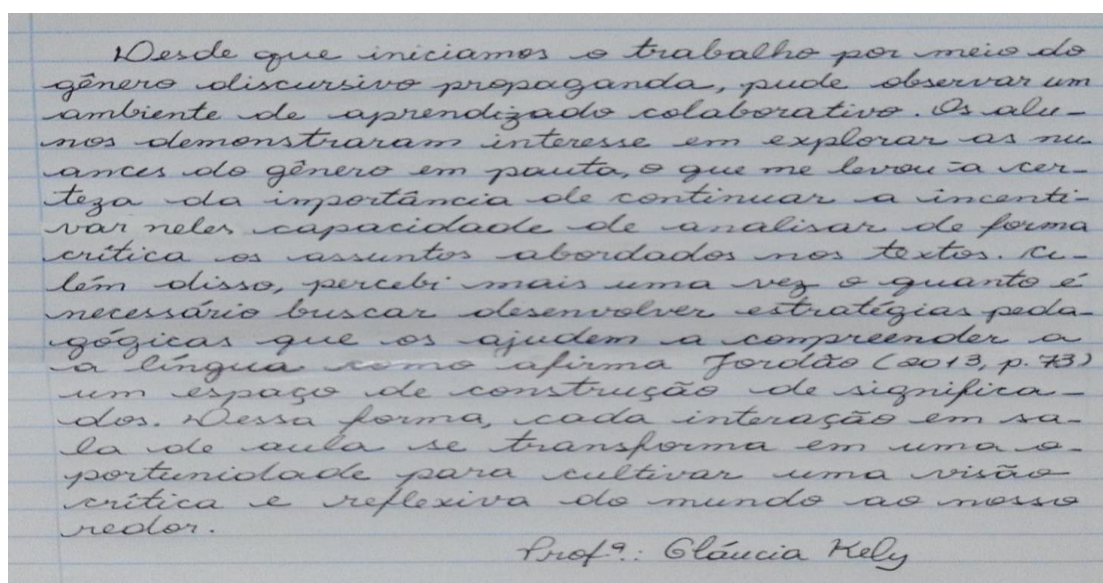 Desde que iniciamos o trabalho por meio do
gênero discursivo propaganda, pude observar um
ambiente de aprendizado colaborativo. Os alu-
nos demonstraram interesse em explorar as nu
ances do gênero em pauta, o que me levou à cer-
teza da importância de continuar a incenti-
var neles capacidade de analisar de forma
crítica os assuntos abordados nos textos. A-
lém disso, percebi mais uma vez o quanto é
necessário buscar desenvolver estratégias peda-
gógicas que os ajudem a compreender a
a língua como afirma Jordão (2013, p. 73)
um espaço de construção de significa-
dos. Dessa forma, cada interação em sa-
la de aula se transforma em uma o-
portunidade para cultivar uma visão
crítica e reflexiva do mundo ao nosso
redor.
Profª: Gláucia Kely